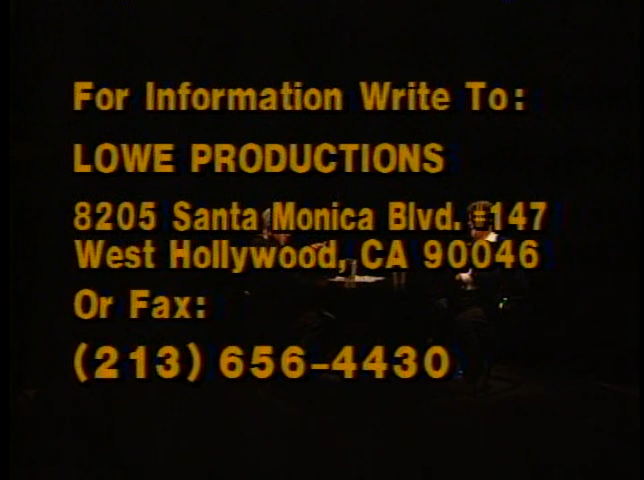 For Information Write To:
LOWE PRODUCTIONS
8205 Santa Monica Blvd. #147
West Hollywood, CA 90046
Or Fax:
(213) 656-4430